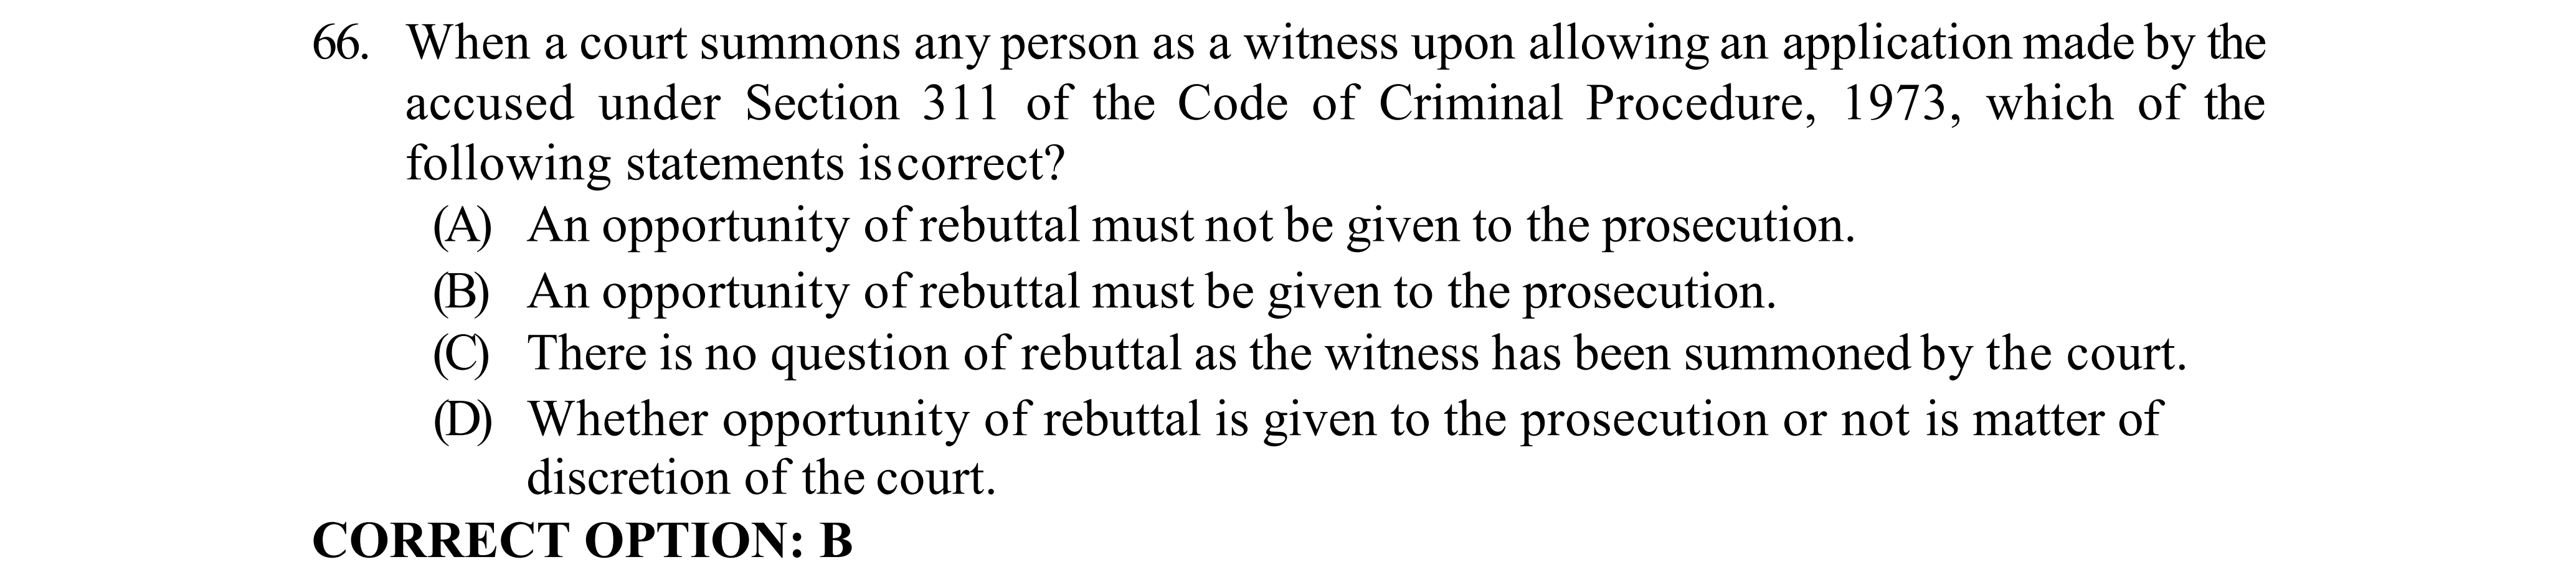 66. When a court summons any person as a witness upon allowing an application made by the
accused under Section 311 of the Code of Criminal Procedure, 1973, which of the
following statements is correct?
(A) An opportunity of rebuttal must not be given to the prosecution.
(B) An opportunity of rebuttal must be given to the prosecution.
(C) There is no question of rebuttal as the witness has been summoned by the court.
(D) Whether opportunity of rebuttal is given to the prosecution or not is matter of
discretion of the court.
CORRECT OPTION: B